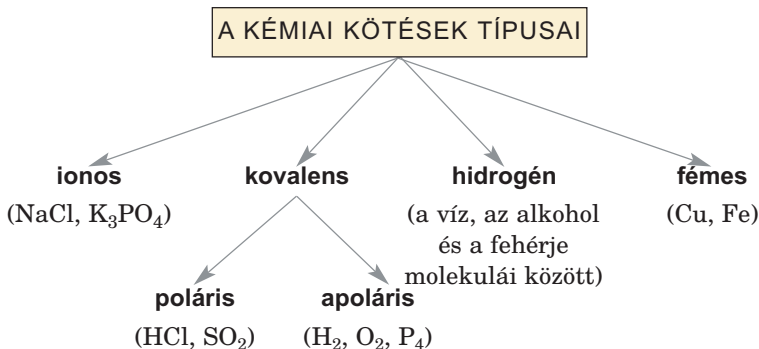 A KÉMIAI KÖTÉSEK TÍPUSAI
ionos
(NaCl, K₃PO₄)
kovalens
hidrogén
(a víz, az alkohol
és a fehérje
molekulái között)
fémes
(Cu, Fe)
poláris
(HCl, SO₂)
apoláris
(H₂, O₂, P₄)